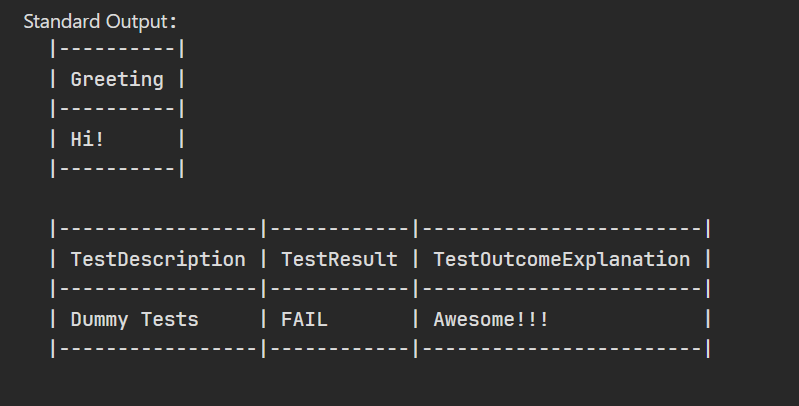 Standard Output:
|----------|
| Greeting |
|----------|
| Hi!      |
|----------|
|-----------------|------------|------------------------|
| TestDescription | TestResult | TestOutcomeExplanation |
|-----------------|------------|------------------------|
| Dummy Tests     | FAIL       | Awesome!!!             |
|-----------------|------------|------------------------|